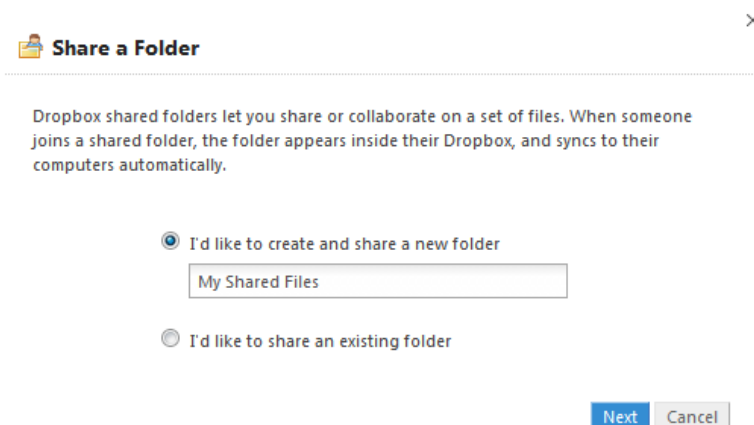 Share a Folder
Dropbox shared folders let you share or collaborate on a set of files. When someone
joins a shared folder, the folder appears inside their Dropbox, and syncs to their
computers automatically.
I'd like to create and share a new folder
My Shared Files
I'd like to share an existing folder
Next Cancel